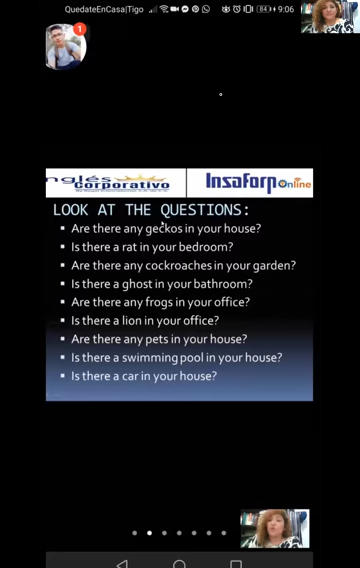 QuedateEnCasa|Tigo
84
9:06
1
nglés
Corporativo
Insaforp online
LOOK AT THE QUESTIONS:
▪ Are there any geckos in your house?
▪ Is there a rat in your bedroom?
▪ Are there any cockroaches in your garden?
▪ Is there a ghost in your bathroom?
▪ Are there any frogs in your office?
▪ Is there a lion in your office?
▪ Are there any pets in your house?
▪ Is there a swimming pool in your house?
▪ Is there a car in your house?